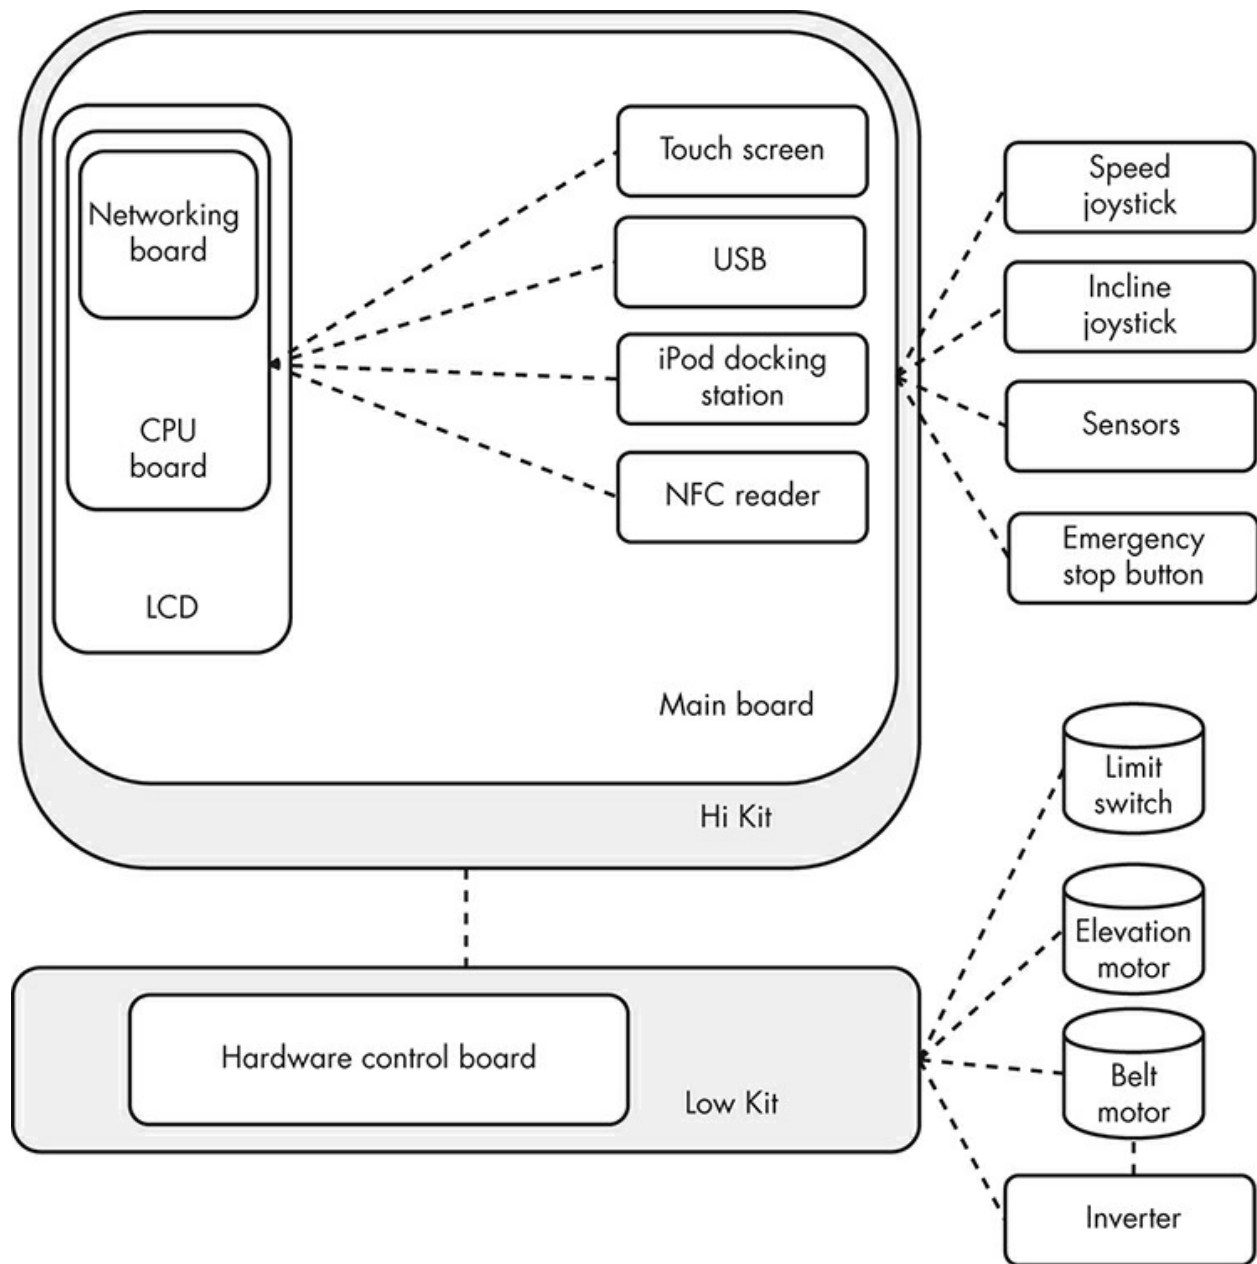 Networking
board
CPU
board
LCD
Touch screen
USB
iPod docking
station
NFC reader
Main board
Hi Kit
Speed
joystick
Incline
joystick
Sensors
Emergency
stop button
Hardware control board
Low Kit
Limit
switch
Elevation
motor
Belt
motor
Inverter